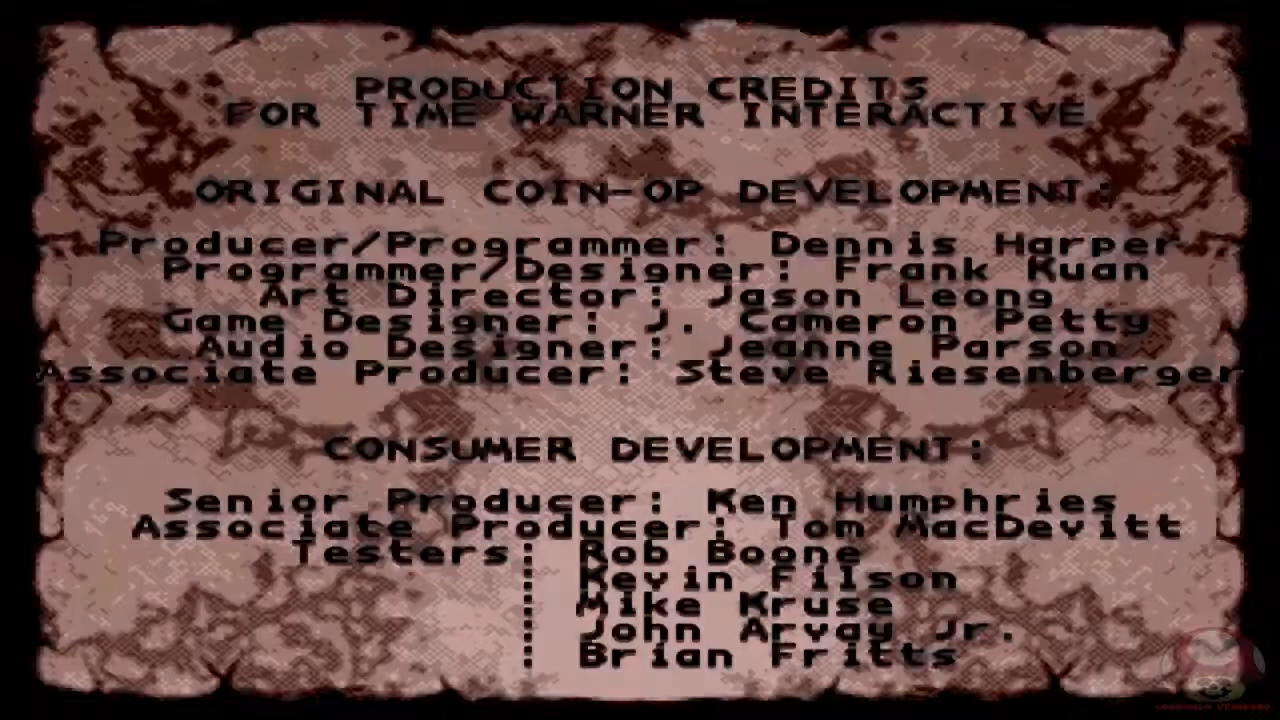 PRODUCTION CREDITS
FOR TIME WARNER INTERACTIVE
ORIGINAL COIN-OP DEVELOPMENT:
Producer/Programmer: Dennis Harper
Programmer/Designer: Frank Kuan
Art Director: Jason Leong
Game Designer: J. Cameron Petty
Audio Designer: Jeanne Parson
Associate Producer: Steve Riesenberger
CONSUMER DEVELOPMENT:
Senior Producer: Ken Humphries
Associate Producer: Tom MacDevitt
Testers: Rob Boone
: Kevin Filson
: Mike Kruse
: John Arvay Jr.
: Brian Fritts